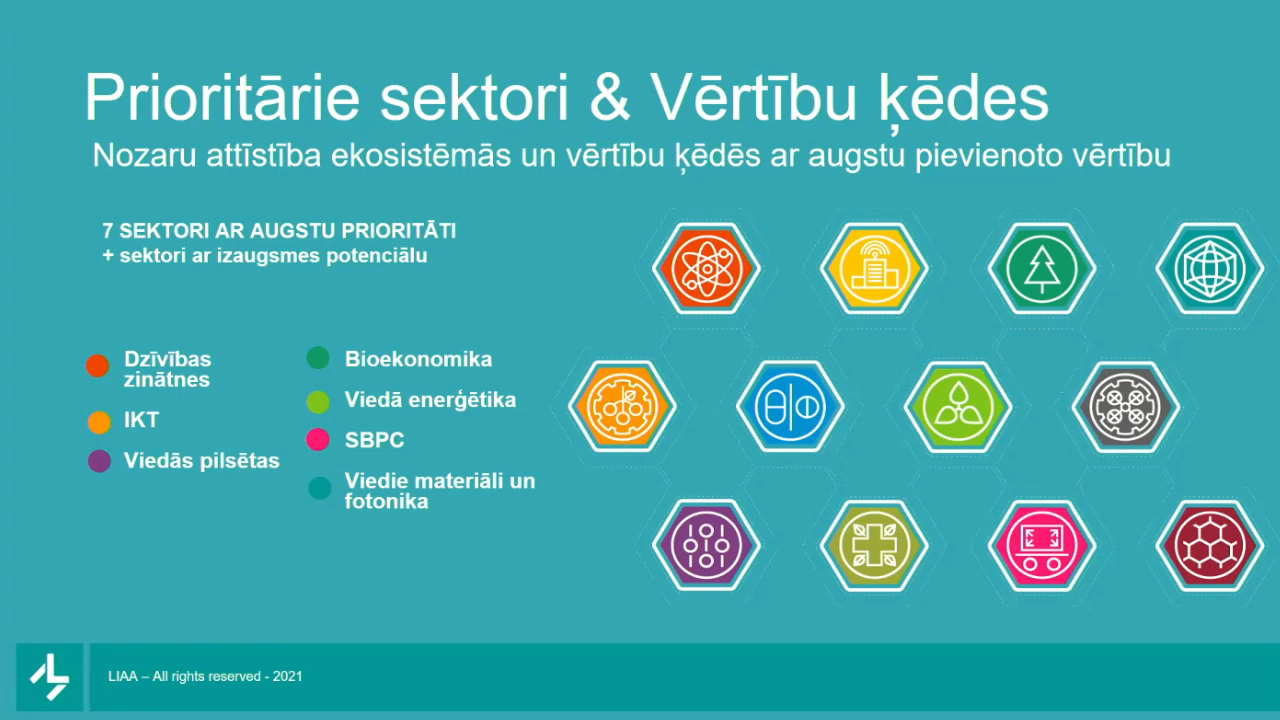 Prioritārie sektori & Vērtību ķēdes
Nozaru attīstība ekosistēmās un vērtību ķēdēs ar augstu pievienoto vērtību
7 SEKTORI AR AUGSTU PRIORITĀTI
+ sektori ar izaugsmes potenciālu
Dzīvības
zinātnes
IKT
Viedās pilsētas
Bioekonomika
Viedā enerģētika
SBPC
Viedie materiāli un
fotonika
LIAA – All rights reserved - 2021